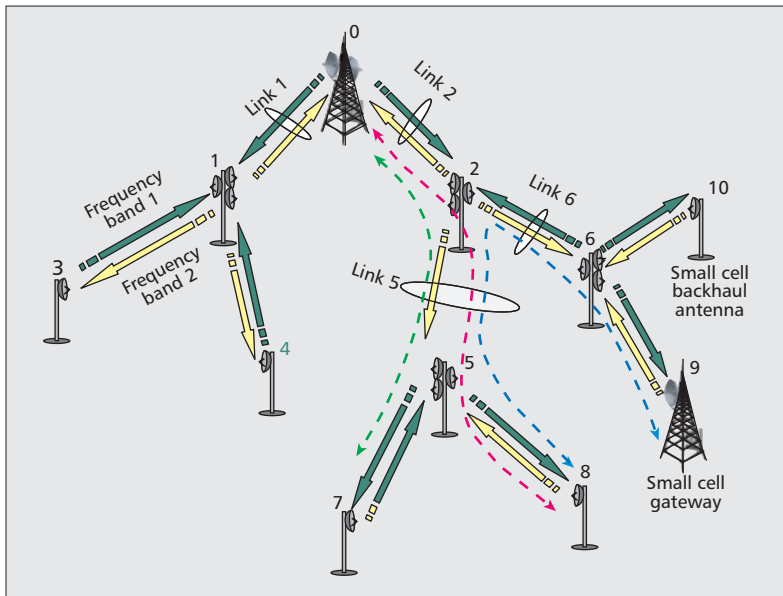 0
Link 1
Link 2
1
2
10
Frequency
band 1
Link 6
6
3
Frequency
band 2
Link 5
Small cell
backhaul
antenna
4
5
9
8
Small cell
gateway
7